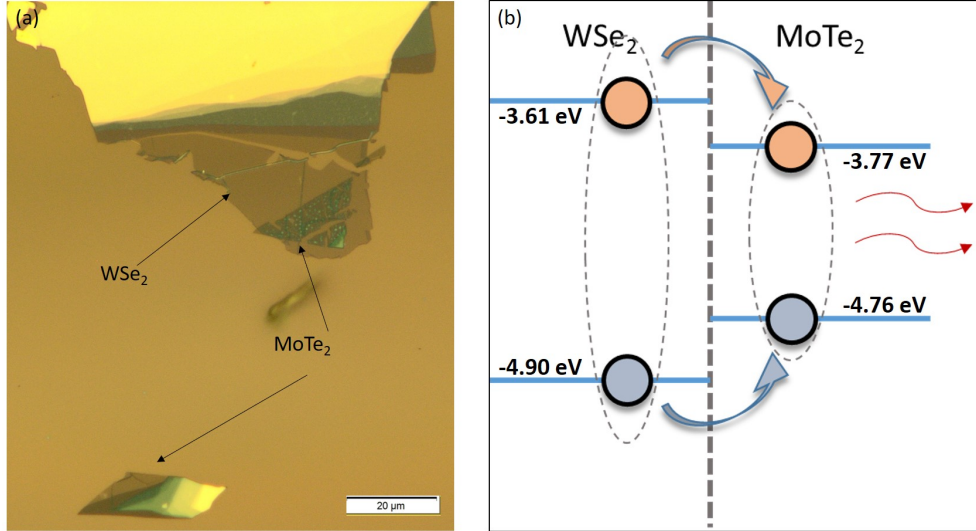 (a)
WSe₂
MoTe₂
20 μm
(b)
WSe₂
MoTe₂
-3.61 eV
-3.77 eV
-4.76 eV
-4.90 eV